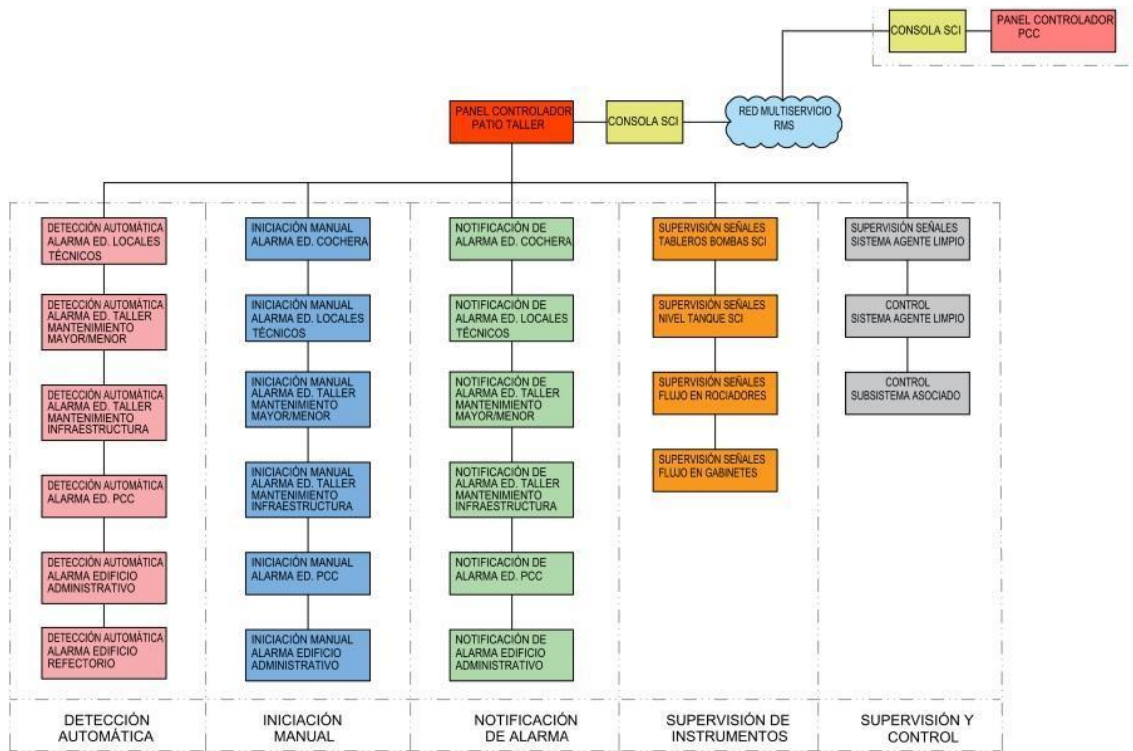 CONSOLA SCI
PANEL CONTROLADOR
PCC
PANEL CONTROLADOR
PATIO TALLER
CONSOLA SCI
RED MULTISERVICIO
RMS
DETECCIÓN AUTOMÁTICA
ALARMA ED. LOCALES
TÉCNICOS
DETECCIÓN AUTOMÁTICA
ALARMA ED. TALLER
MANTENIMIENTO
MAYOR/MENOR
DETECCIÓN AUTOMÁTICA
ALARMA ED. TALLER
MANTENIMIENTO
INFRAESTRUCTURA
DETECCIÓN AUTOMÁTICA
ALARMA ED. PCC
DETECCIÓN AUTOMÁTICA
ALARMA EDIFICIO
ADMINISTRATIVO
DETECCIÓN AUTOMÁTICA
ALARMA EDIFICIO
REFECTORIO
DETECCIÓN
AUTOMÁTICA
INICIACIÓN MANUAL
ALARMA ED. COCHERA
INICIACIÓN MANUAL
ALARMA ED. LOCALES
TÉCNICOS
INICIACIÓN MANUAL
ALARMA ED. TALLER
MANTENIMIENTO
MAYOR/MENOR
INICIACIÓN MANUAL
ALARMA ED. TALLER
MANTENIMIENTO
INFRAESTRUCTURA
INICIACIÓN MANUAL
ALARMA ED. PCC
INICIACIÓN MANUAL
ALARMA EDIFICIO
ADMINISTRATIVO
INICIACIÓN
MANUAL
NOTIFICACIÓN DE
ALARMA ED. COCHERA
NOTIFICACIÓN DE
ALARMA ED. LOCALES
TÉCNICOS
NOTIFICACIÓN DE
ALARMA ED. TALLER
MANTENIMIENTO
MAYOR/MENOR
NOTIFICACIÓN DE
ALARMA ED. TALLER
MANTENIMIENTO
INFRAESTRUCTURA
NOTIFICACIÓN DE
ALARMA ED. PCC
NOTIFICACIÓN DE
ALARMA EDIFICIO
ADMINISTRATIVO
NOTIFICACIÓN
DE ALARMA
SUPERVISIÓN SEÑALES
TABLEROS BOMBAS SCI
SUPERVISIÓN SEÑALES
NIVEL TANQUE SCI
SUPERVISIÓN SEÑALES
FLUJO EN ROCIADORES
SUPERVISIÓN SEÑALES
FLUJO EN GABINETES
SUPERVISIÓN DE
INSTRUMENTOS
SUPERVISIÓN SEÑALES
SISTEMA AGENTE LIMPIO
CONTROL
SISTEMA AGENTE LIMPIO
CONTROL
SUBSISTEMA ASOCIADO
SUPERVISIÓN Y
CONTROL